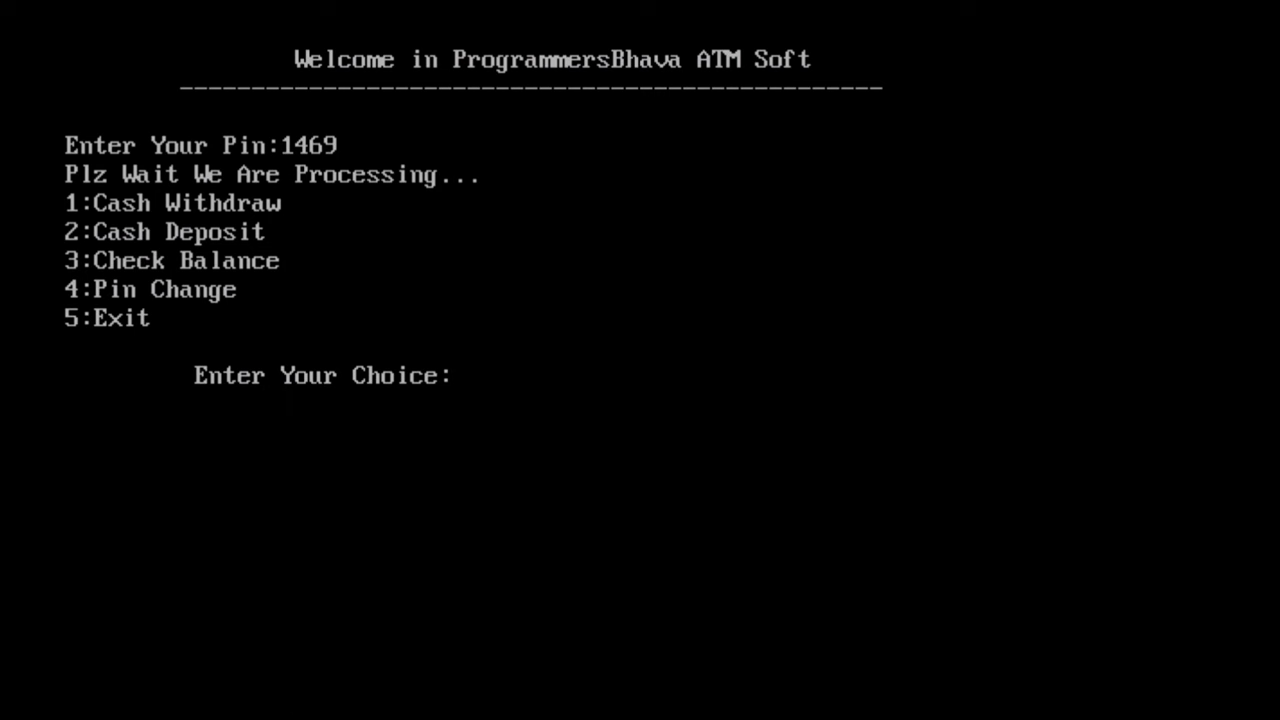 Welcome in ProgrammersBhava ATM Soft
-------------------------------------------------
Enter Your Pin:1469
Plz Wait We Are Processing...
1:Cash Withdraw
2:Cash Deposit
3:Check Balance
4:Pin Change
5:Exit
Enter Your Choice: